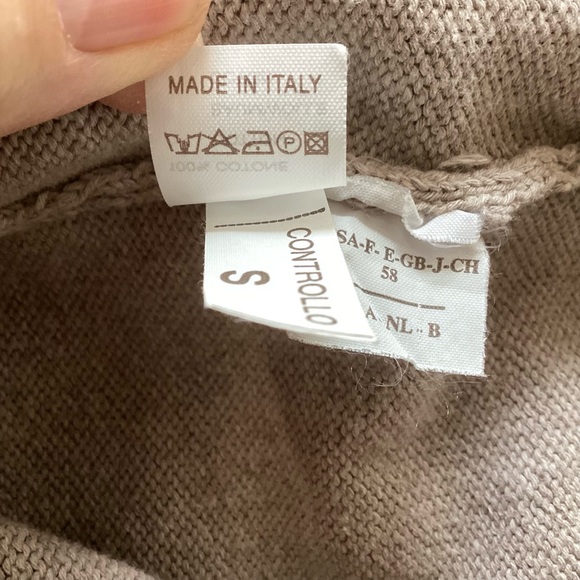 MADE IN ITALY
100% COTONE
CONTROLLO
S
SA-F- E-GB-J-CH
58
A NL - B